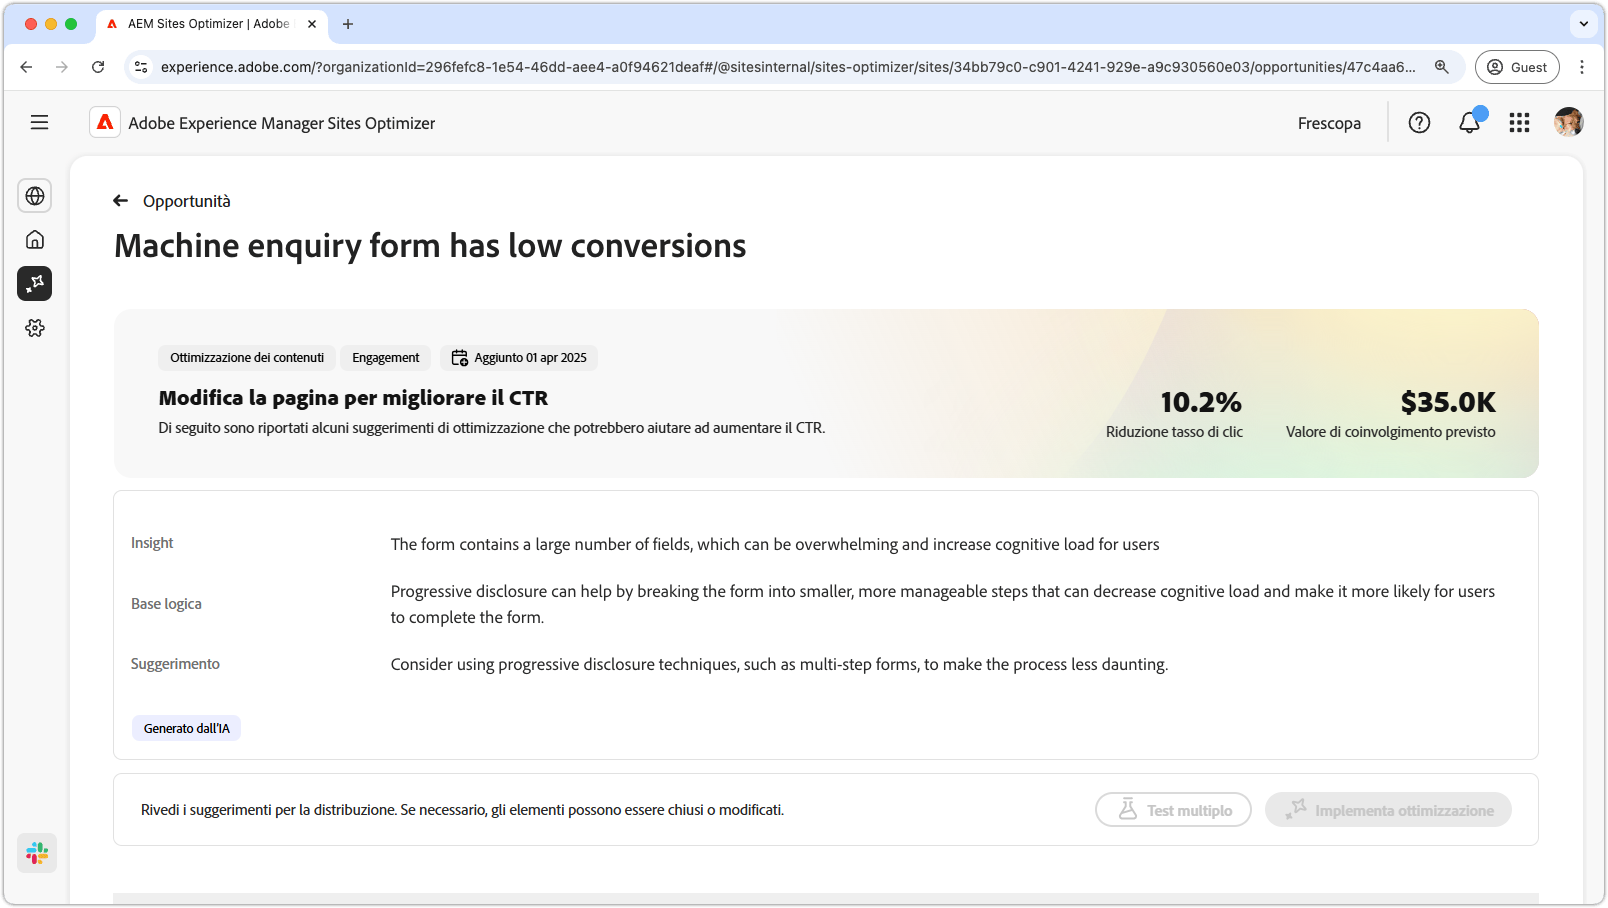 AEM Sites Optimizer | Adobe
experience.adobe.com/?organizationId=296fefc8-1e54-46dd-aee4-a0f94621deaf#/@sitesinternal/sites-optimizer/sites/34bb79c0-c901-4241-929e-a9c930560e03/opportunities/47c4aa6...
Guest
Adobe Experience Manager Sites Optimizer
Frescopa
Opportunità
Machine enquiry form has low conversions
Ottimizzazione dei contenuti
Engagement
Aggiunto 01 apr 2025
Modifica la pagina per migliorare il CTR
Di seguito sono riportati alcuni suggerimenti di ottimizzazione che potrebbero aiutare ad aumentare il CTR.
10.2%
Riduzione tasso di clic
$35.0K
Valore di coinvolgimento previsto
Insight
The form contains a large number of fields, which can be overwhelming and increase cognitive load for users
Base logica
Progressive disclosure can help by breaking the form into smaller, more manageable steps that can decrease cognitive load and make it more likely for users
to complete the form.
Suggerimento
Consider using progressive disclosure techniques, such as multi-step forms, to make the process less daunting.
Generato dall'IA
Rivedi i suggerimenti per la distribuzione. Se necessario, gli elementi possono essere chiusi o modificati.
Test multiplo
Implementa ottimizzazione